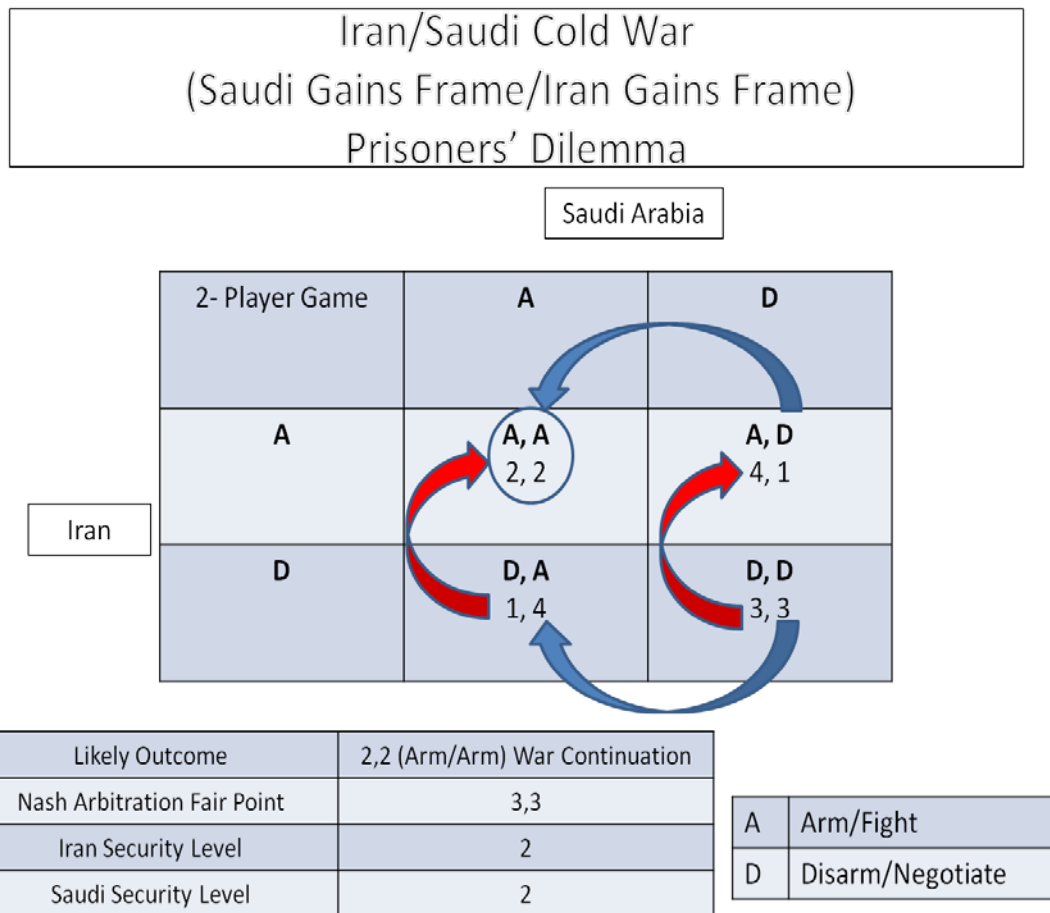 Iran/Saudi Cold War
(Saudi Gains Frame/Iran Gains Frame)
Prisoners’ Dilemma
Saudi Arabia
2- Player Game
A
D
A
A, A
2, 2
A, D
4, 1
Iran
D
D, A
1, 4
D, D
3, 3
Likely Outcome
2,2 (Arm/Arm) War Continuation
Nash Arbitration Fair Point
3,3
Iran Security Level
2
Saudi Security Level
2
A
Arm/Fight
D
Disarm/Negotiate